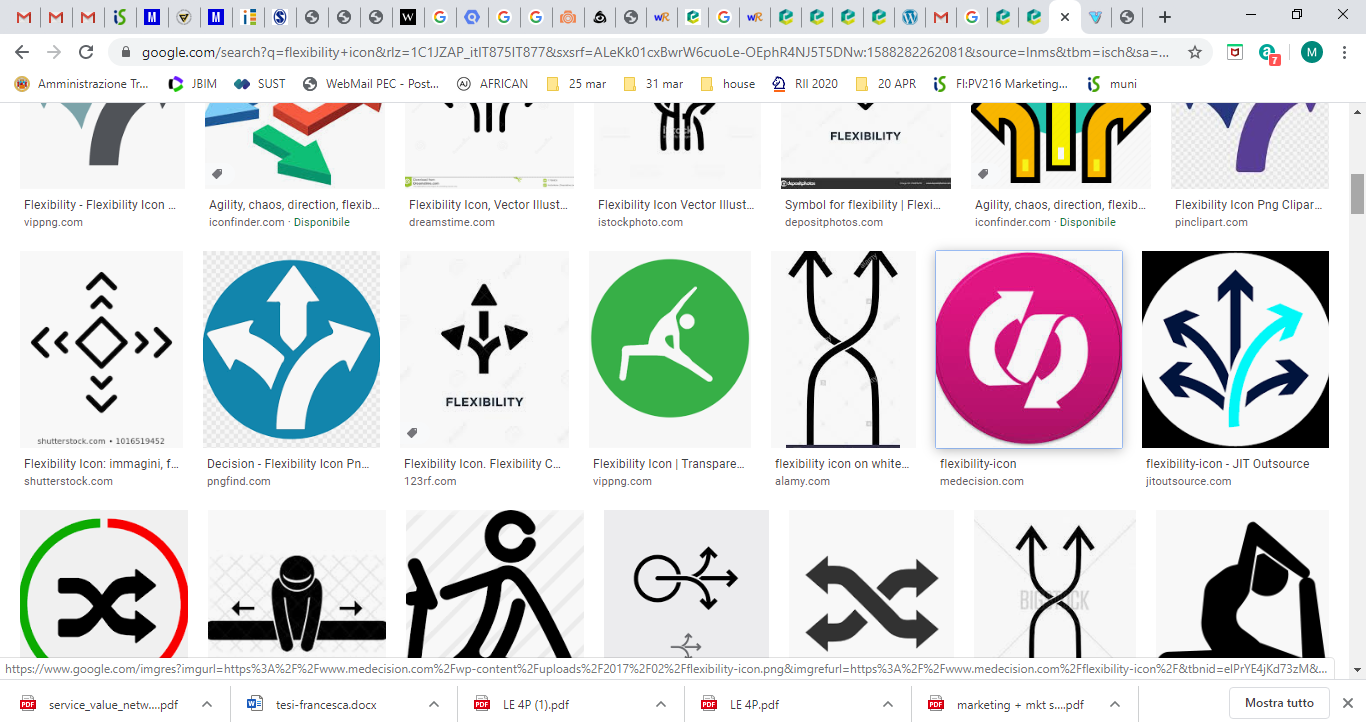 google.com/search?q=flexibility+icon&rlz=1C1JZAP_itIT875IT877&sxsrf=ALeKk01cxBwrW6cuoLe-OEphR4NJ5T5DNw:1588282262081&source=lnms&tbm=isch&sa=...
M
7
Amministrazione Tr...
JBIM
SUST
WebMail PEC - Post...
AFRICAN
25 mar
31 mar
house
RII 2020
20 APR
FI:PV216 Marketing...
muni
FLEXIBILITY
depositphotos
Flexibility - Flexibility Icon ...
vippng.com
Agility, chaos, direction, flexib...
iconfinder.com · Disponibile
Flexibility Icon, Vector Illust...
dreamstime.com
Flexibility Icon Vector Illust...
istockphoto.com
Symbol for flexibility | Flexi...
depositphotos.com
Agility, chaos, direction, flexib...
iconfinder.com · Disponibile
Flexibility Icon Png Clipar...
pinclipart.com
shutterstock.com • 1016519452
FLEXIBILITY
Flexibility Icon: immagini, f...
shutterstock.com
Decision - Flexibility Icon Pn...
pngfind.com
Flexibility Icon. Flexibility C...
123rf.com
Flexibility Icon | Transpare...
vippng.com
flexibility icon on white...
alamy.com
flexibility-icon
medecision.com
flexibility-icon - JIT Outsource
jitoutsource.com
BIGSTOCK
https://www.google.com/imgres?imgurl=https%3A%2F%2Fwww.medecision.com%2Fwp-content%2Fuploads%2F2017%2F02%2Fflexibility-icon.png&imgrefurl=https%3A%2F%2Fwww.medecision.com%2Fflexibility-icon%2F&tbnid=elPrYE4jKd73zM&...
service_value_netw....pdf
tesi-francesca.docx
LE 4P (1).pdf
LE 4P.pdf
marketing + mkt s....pdf
Mostra tutto